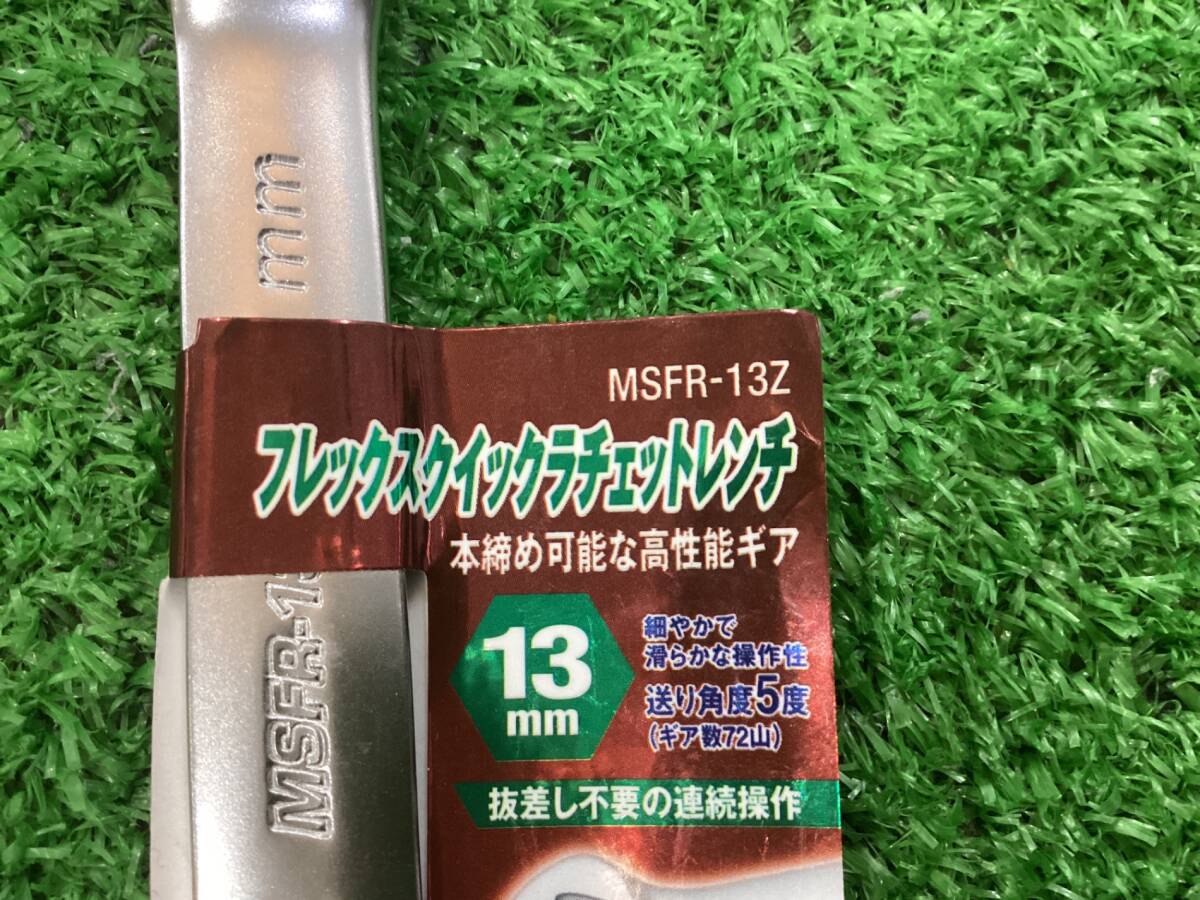 mm
MSFR-13Z
フレックスクイックラチェットレンチ
本締め可能な高性能ギア
13
mm
細やかで
滑らかな操作性
送り角度5度
(ギア数72山)
抜差し不要の連続操作
MSFR-13